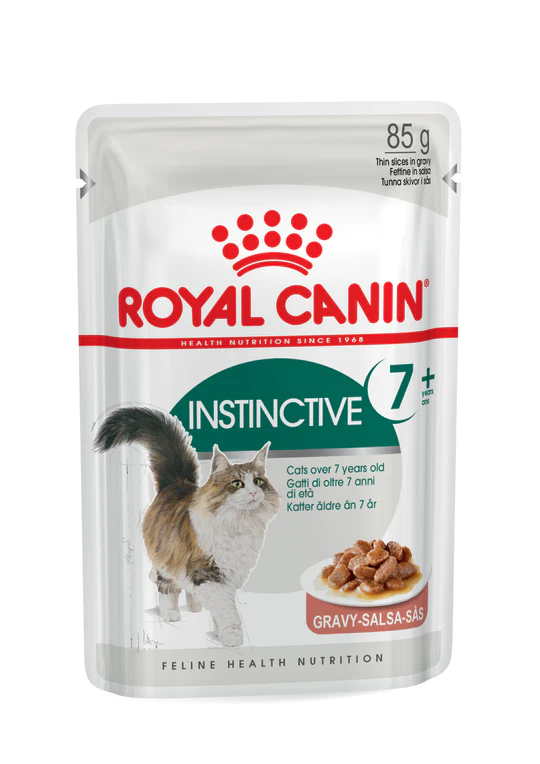 85 g
Thin slices in gravy
Fettine in salsa
Tunna skivor i sås
ROYAL CANIN®
HEALTH NUTRITION SINCE 1968
INSTINCTIVE
7+
years
ans
Cats over 7 years old
Gatti di oltre 7 anni
di età
Katter äldre än 7 år
GRAVY-SALSA-SÅS
FELINE HEALTH NUTRITION